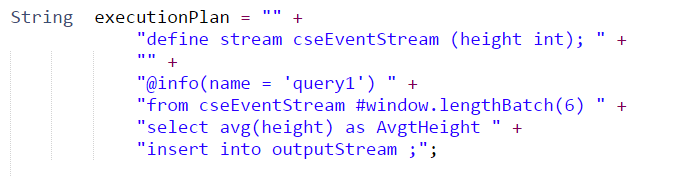 String executionPlan = "" +
"define stream cseEventStream (height int); " +
"" +
"@info(name = 'query1') " +
"from cseEventStream #window.lengthBatch(6) " +
"select avg(height) as AvgtHeight " +
"insert into outputStream ;";